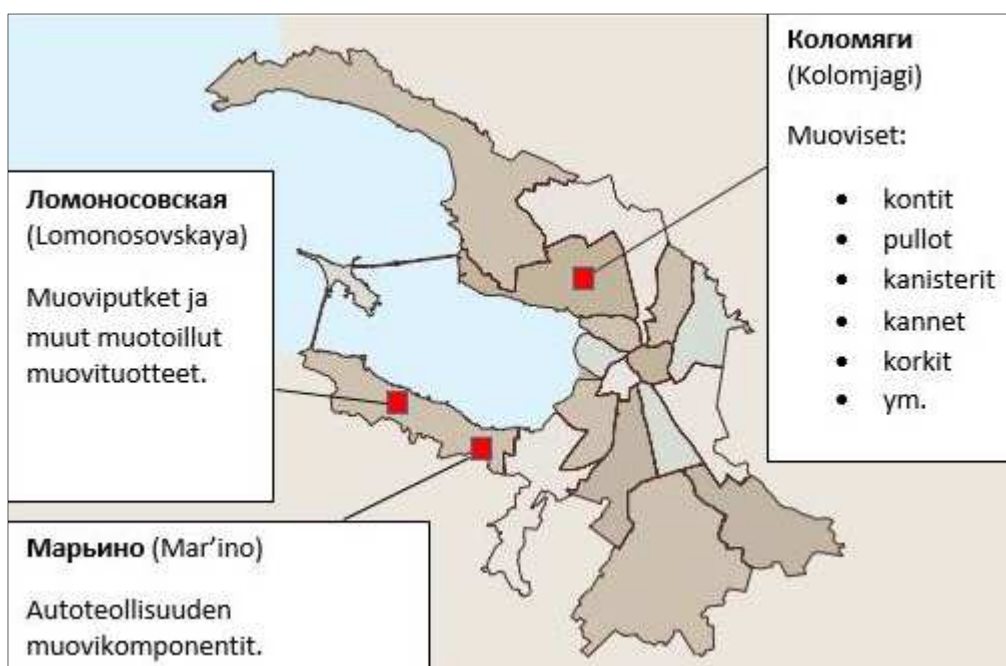 Коломяги
(Kolomjagi)
Muoviset:
• kontit
• pullot
• kanisterit
• kannet
• korkit
• ym.
Ломоносовская
(Lomonosovskaya)
Muoviputket ja
muut muotoillut
muovituotteet.
Марьино (Mar’ino)
Autoteollisuuden
muovikomponentit.